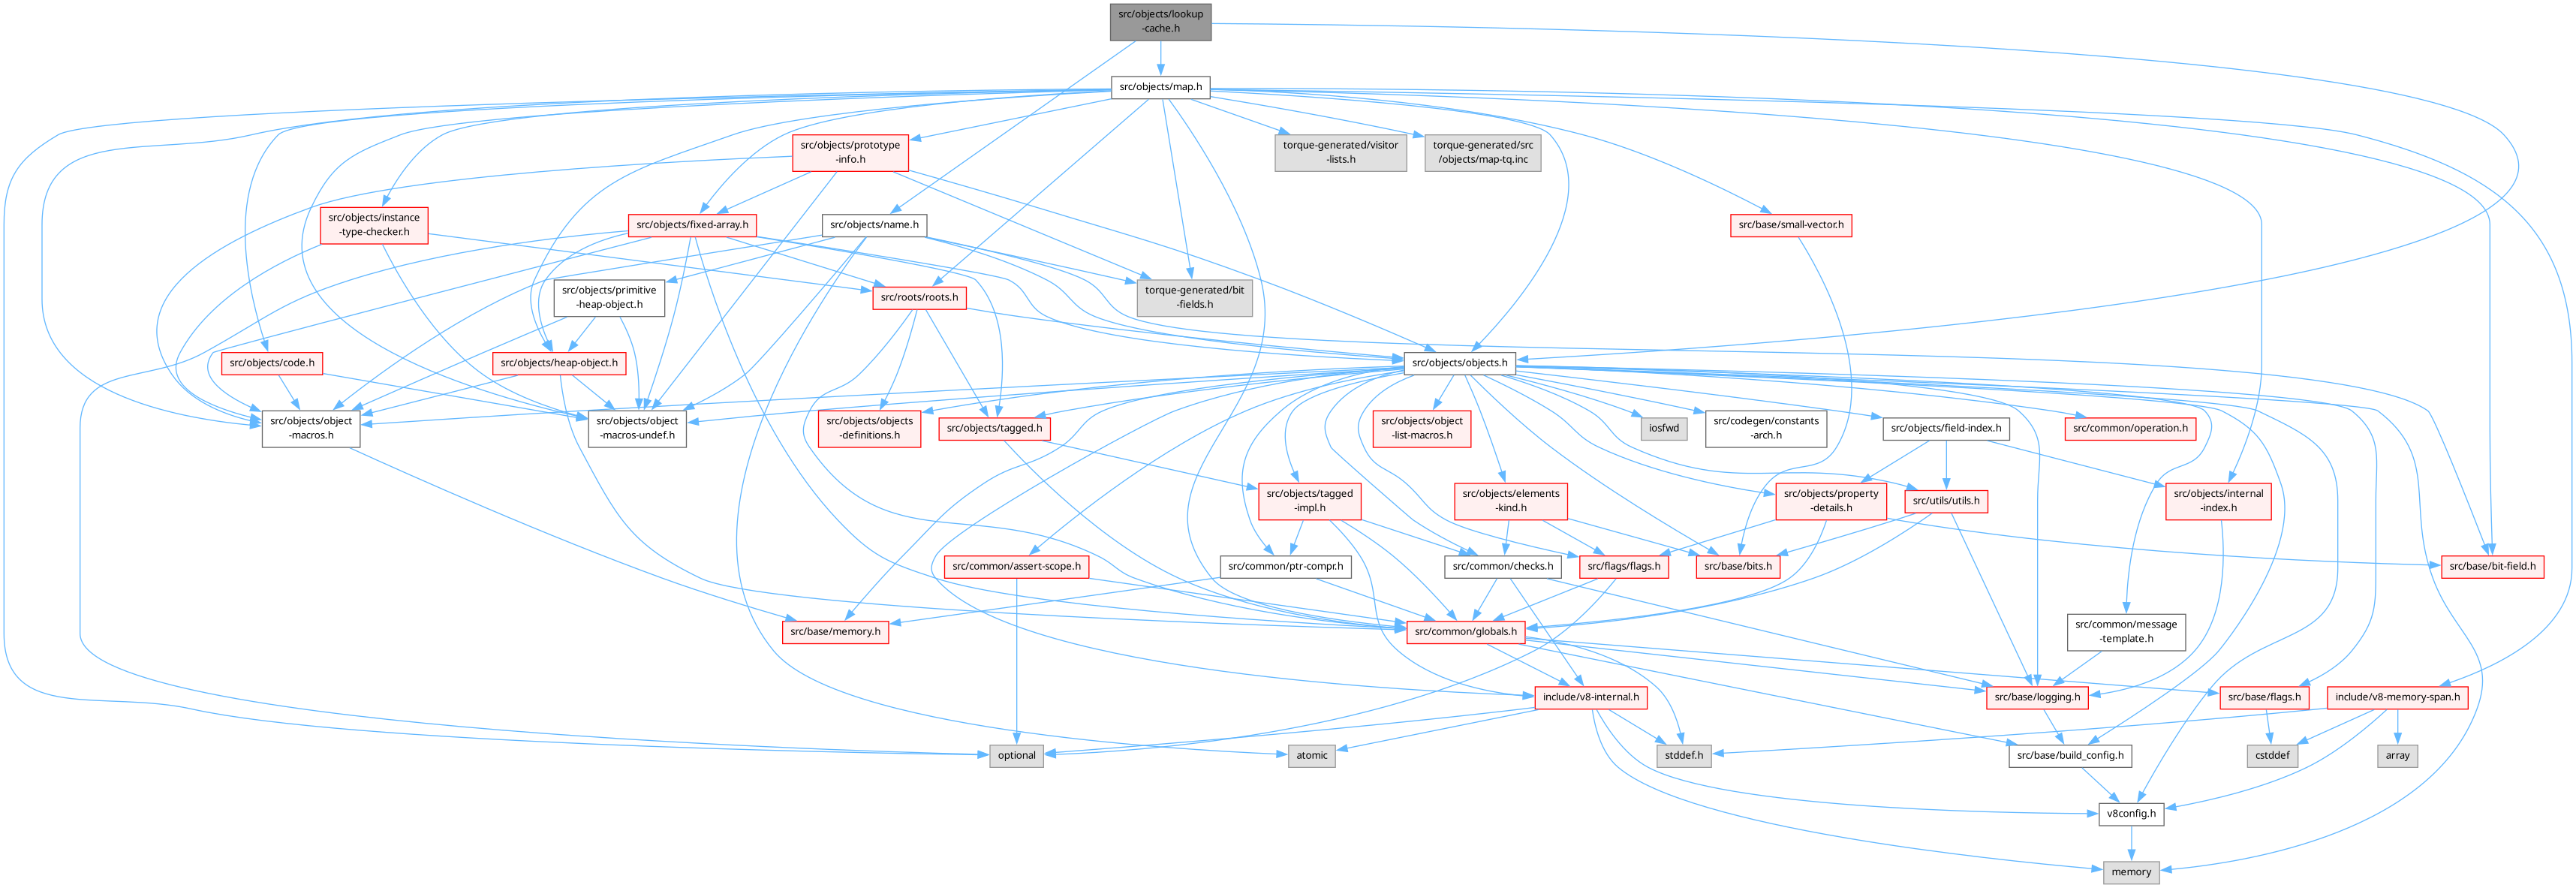 src/objects/lookup
-cache.h
src/objects/map.h
src/objects/prototype
-info.h
torque-generated/visitor
-lists.h
torque-generated/src
/objects/map-tq.inc
src/objects/instance
-type-checker.h
src/objects/fixed-array.h
src/objects/name.h
src/base/small-vector.h
src/objects/primitive
-heap-object.h
src/roots/roots.h
torque-generated/bit
-fields.h
src/objects/code.h
src/objects/heap-object.h
src/objects/objects.h
src/objects/object
-macros.h
src/objects/object
-macros-undef.h
src/objects/objects
-definitions.h
src/objects/tagged.h
src/objects/object
-list-macros.h
iosfwd
src/codegen/constants
-arch.h
src/objects/field-index.h
src/common/operation.h
src/objects/tagged
-impl.h
src/objects/elements
-kind.h
src/objects/property
-details.h
src/utils/utils.h
src/objects/internal
-index.h
src/common/assert-scope.h
src/common/ptr-compr.h
src/common/checks.h
src/flags/flags.h
src/base/bits.h
src/base/bit-field.h
src/base/memory.h
src/common/globals.h
src/common/message
-template.h
include/v8-internal.h
src/base/logging.h
src/base/flags.h
include/v8-memory-span.h
optional
atomic
stddef.h
src/base/build_config.h
cstddef
array
v8config.h
memory